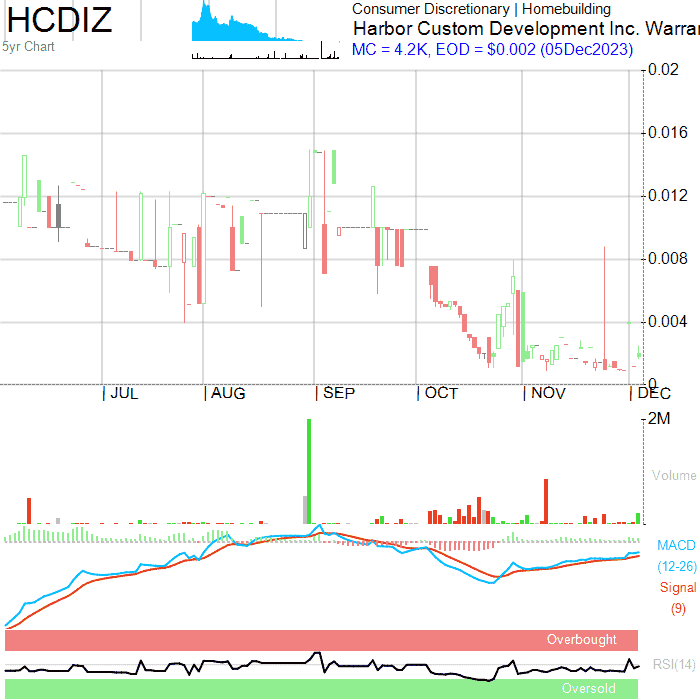 HCDIZ
5yr Chart
Consumer Discretionary | Homebuilding
Harbor Custom Development Inc. Warra
MC = 4.2K, EOD = $0.002 (05Dec2023)
0.02
0.016
0.012
0.008
0.004
0
JUL
AUG
SEP
OCT
NOV
DEC
2M
Volume
MACD
(12-26)
Signal
(9)
Overbought
RSI(14)
Oversold